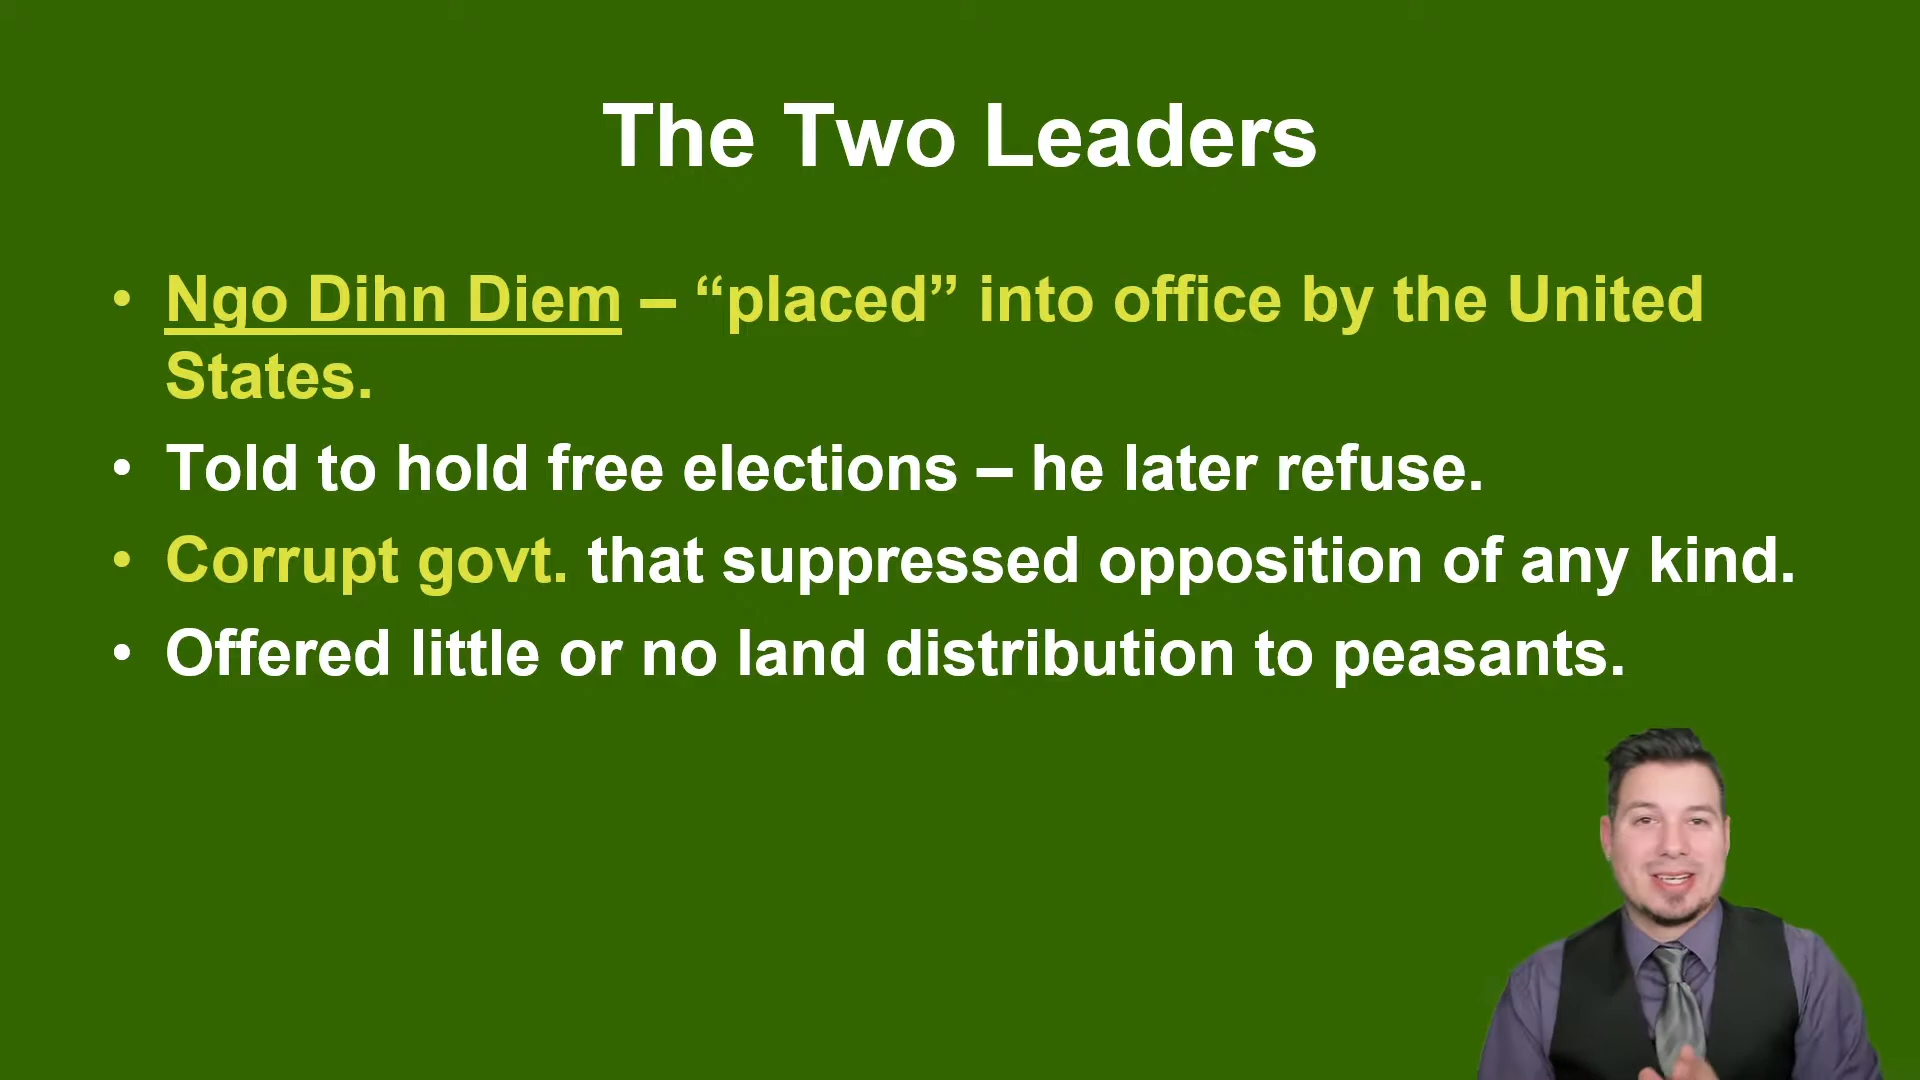 The Two Leaders
• Ngo Dihn Diem – “placed” into office by the United
States.
• Told to hold free elections – he later refuse.
• Corrupt govt. that suppressed opposition of any kind.
• Offered little or no land distribution to peasants.